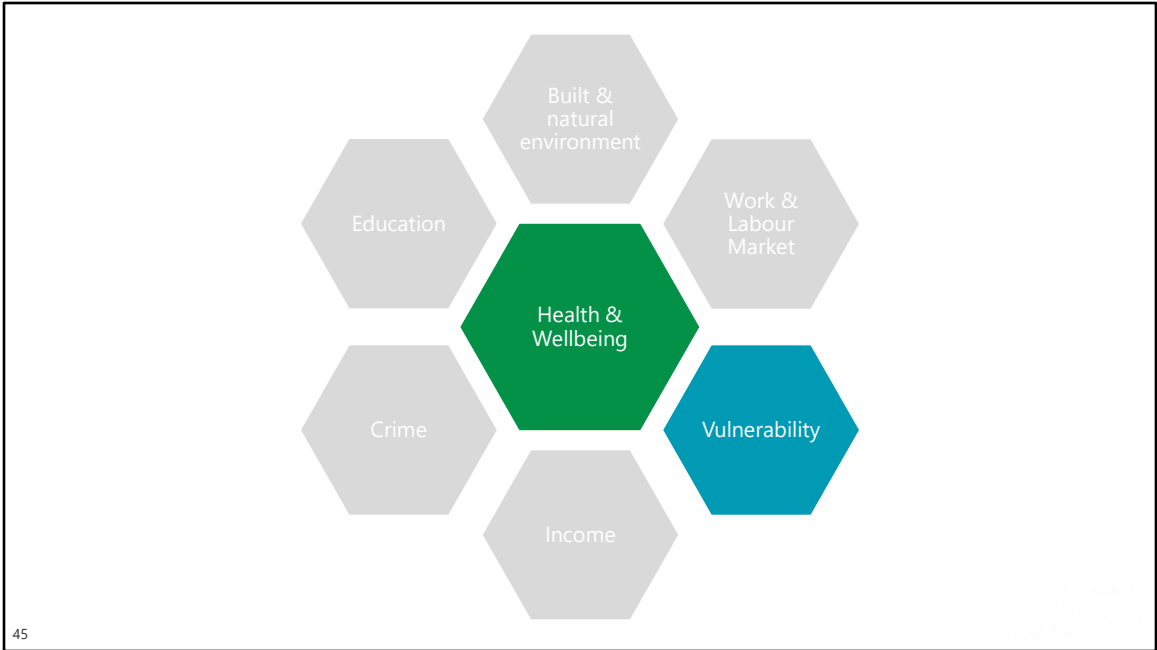 Built &
natural
environment
Education
Work &
Labour
Market
Health &
Wellbeing
Crime
Vulnerability
Income
45